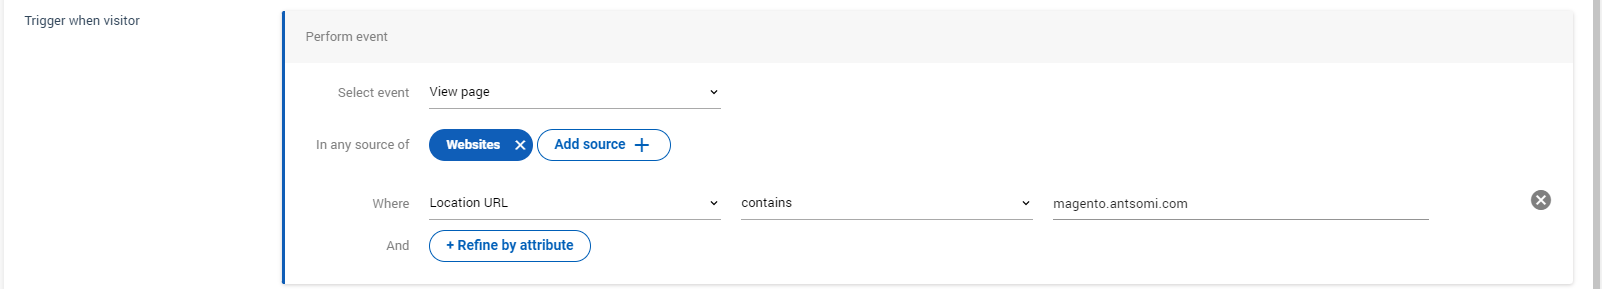 Trigger when visitor
Perform event
Select event View page
In any source of Websites Add source +
Where Location URL contains magento.antsomi.com
And + Refine by attribute